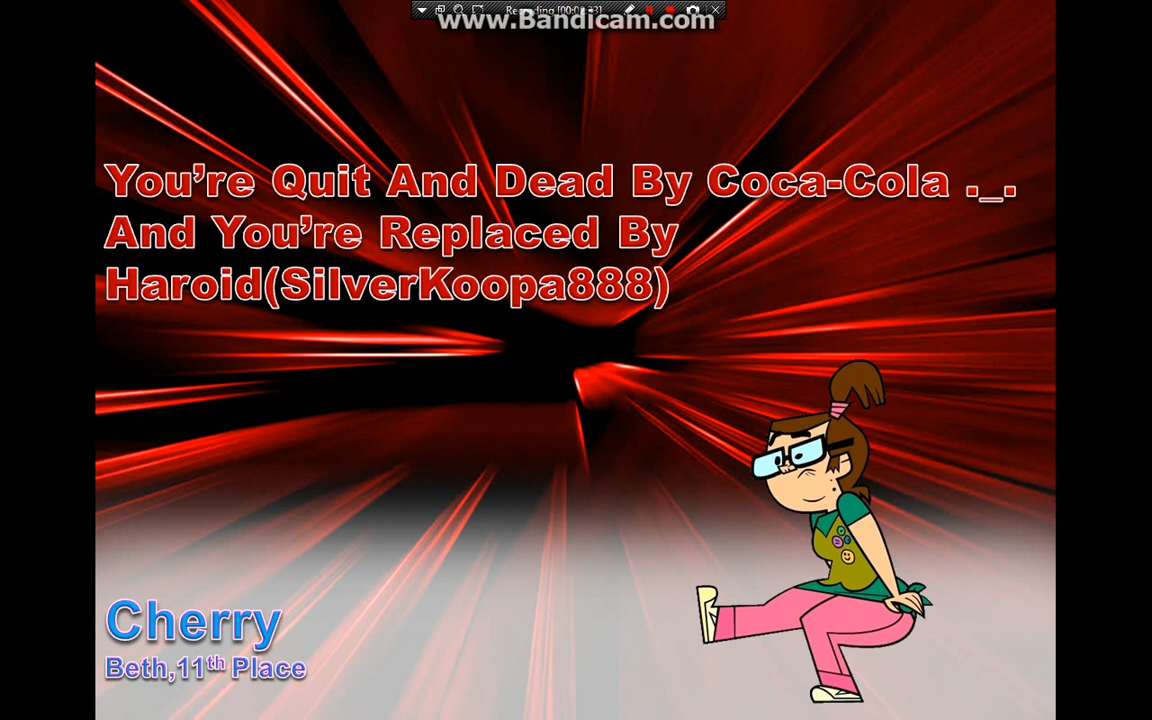 www.Bandicam.com
You're Quit And Dead By Coca-Cola ._.
And You're Replaced By
Haroid(SilverKoopa888)
Cherry
Beth,11th Place